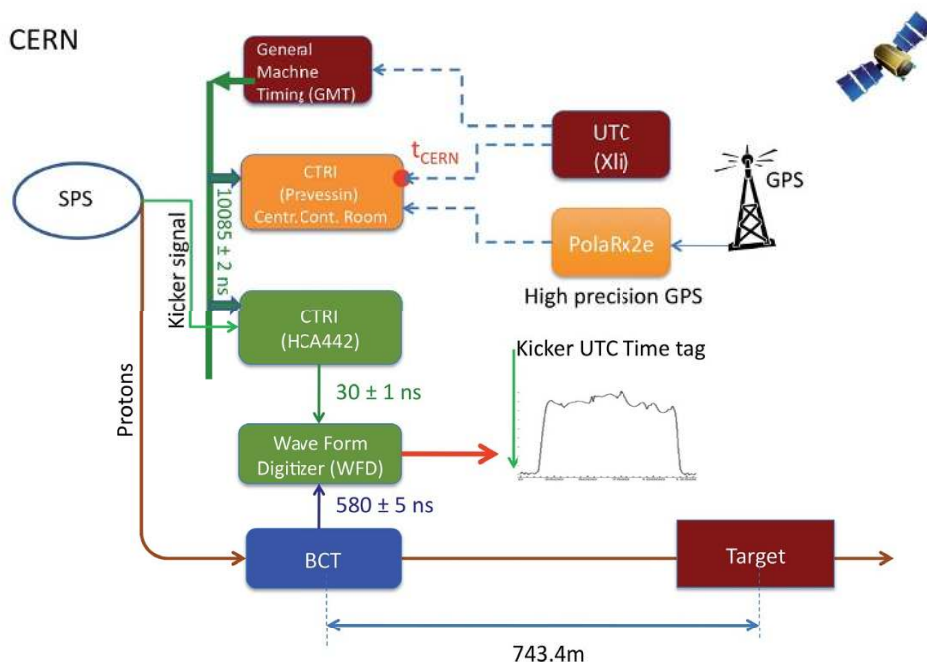 CERN
General
Machine
Timing (GMT)
UTC
(Xli)
tCERN
GPS
CTRI
(Prevessin)
Centr.Cont. Room
SPS
PolaRx2e
High precision GPS
10085 ± 2 ns
Kicker signal
CTRI
(HCA442)
Kicker UTC Time tag
30 ± 1 ns
Protons
Wave Form
Digitizer (WFD)
580 ± 5 ns
BCT
Target
743.4m